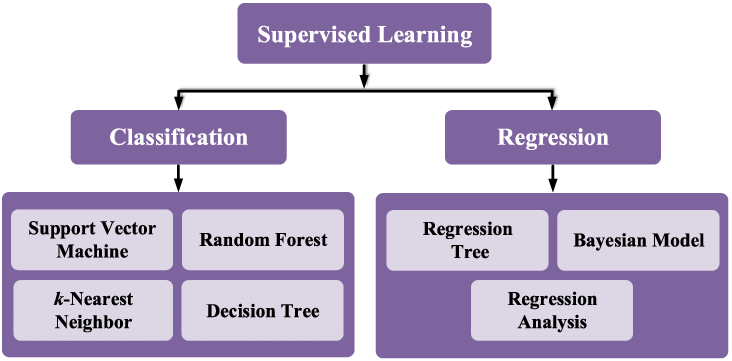 Supervised Learning
Classification
Regression
Support Vector
Machine
Random Forest
k-Nearest
Neighbor
Decision Tree
Regression
Tree
Bayesian Model
Regression
Analysis